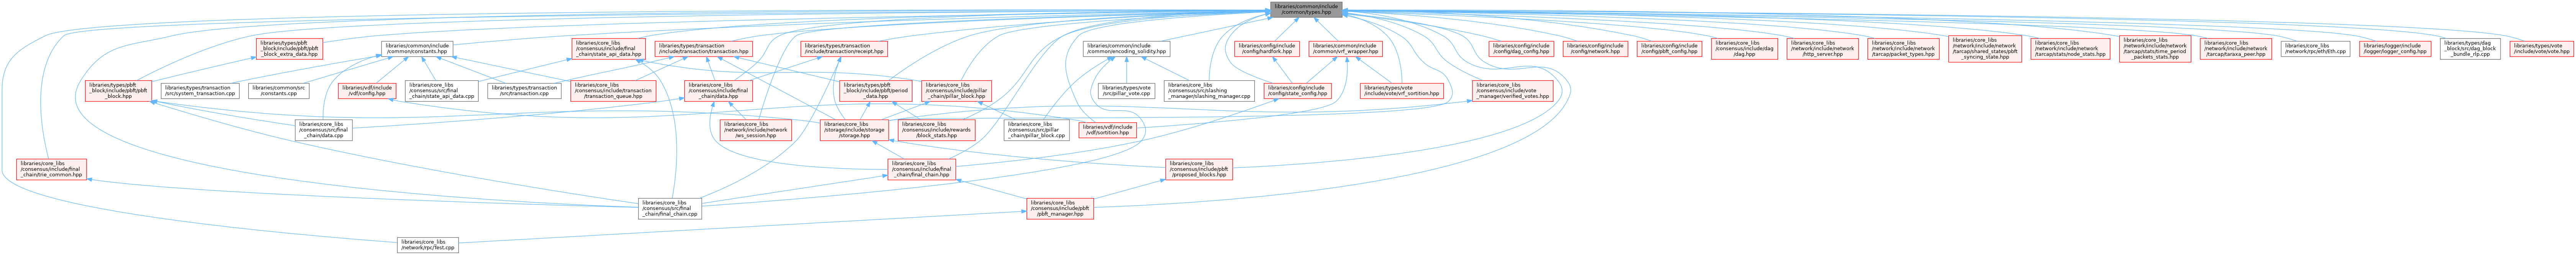 libraries/common/include
/common/types.hpp
libraries/types/pbft
_block/include/pbft/pbft
_block_extra_data.hpp
libraries/common/include
/common/constants.hpp
libraries/core_libs
/consensus/include/final
_chain/state_api_data.hpp
libraries/types/transaction
/include/transaction/transaction.hpp
libraries/types/transaction
/include/transaction/receipt.hpp
libraries/common/include
/common/encoding_solidity.hpp
libraries/config/include
/config/hardfork.hpp
libraries/common/include
/common/vrf_wrapper.hpp
libraries/config/include
/config/dag_config.hpp
libraries/config/include
/config/network.hpp
libraries/config/include
/config/pbft_config.hpp
libraries/core_libs
/consensus/include/dag
/dag.hpp
libraries/core_libs
/network/include/network
/http_server.hpp
libraries/core_libs
/network/include/network
/tarcap/packet_types.hpp
libraries/core_libs
/network/include/network
/tarcap/shared_states/pbft
_syncing_state.hpp
libraries/core_libs
/network/include/network
/tarcap/stats/node_stats.hpp
libraries/core_libs
/network/include/network
/tarcap/stats/time_period
_packets_stats.hpp
libraries/core_libs
/network/include/network
/tarcap/taraxa_peer.hpp
libraries/core_libs
/network/rpc/eth/Eth.cpp
libraries/logger/include
/logger/logger_config.hpp
libraries/types/dag
_block/src/dag_block
_bundle_rlp.cpp
libraries/types/vote
/include/vote/vote.hpp
libraries/types/pbft
_block/include/pbft/pbft
_block.hpp
libraries/types/transaction
/src/system_transaction.cpp
libraries/common/src
/constants.cpp
libraries/vdf/include
/vdf/config.hpp
libraries/core_libs
/consensus/src/final
_chain/state_api_data.cpp
libraries/types/transaction
/src/transaction.cpp
libraries/core_libs
/consensus/include/transaction
/transaction_queue.hpp
libraries/core_libs
/consensus/include/final
_chain/data.hpp
libraries/types/pbft
_block/include/pbft/period
_data.hpp
libraries/core_libs
/consensus/include/pillar
_chain/pillar_block.hpp
libraries/types/vote
/src/pillar_vote.cpp
libraries/core_libs
/consensus/src/slashing
_manager/slashing_manager.cpp
libraries/config/include
/config/state_config.hpp
libraries/types/vote
/include/vote/vrf_sortition.hpp
libraries/core_libs
/consensus/include/vote
_manager/verified_votes.hpp
libraries/core_libs
/consensus/src/final
_chain/data.cpp
libraries/core_libs
/network/include/network
/ws_session.hpp
libraries/core_libs
/storage/include/storage
/storage.hpp
libraries/core_libs
/consensus/include/rewards
/block_stats.hpp
libraries/core_libs
/consensus/src/pillar
_chain/pillar_block.cpp
libraries/vdf/include
/vdf/sortition.hpp
libraries/core_libs
/consensus/include/final
_chain/trie_common.hpp
libraries/core_libs
/consensus/include/final
_chain/final_chain.hpp
libraries/core_libs
/consensus/include/pbft
/proposed_blocks.hpp
libraries/core_libs
/consensus/src/final
_chain/final_chain.cpp
libraries/core_libs
/consensus/include/pbft
/pbft_manager.hpp
libraries/core_libs
/network/rpc/Test.cpp